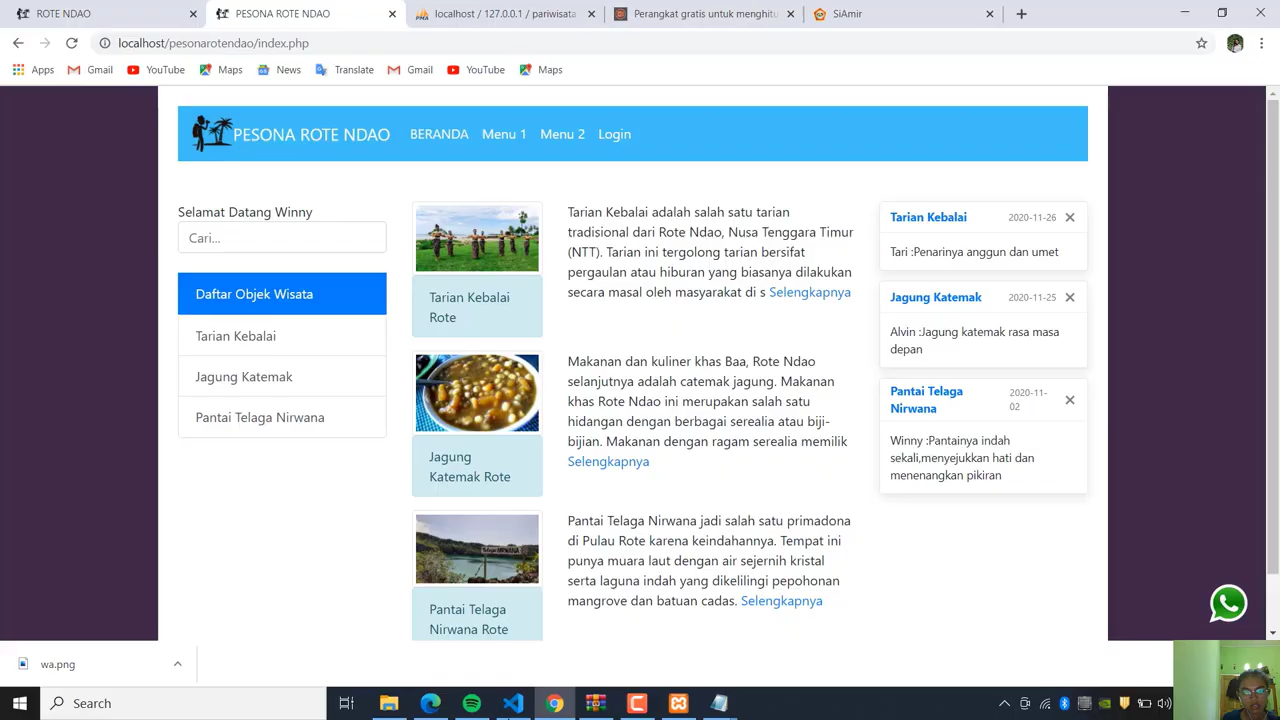 ROTE NDAO
PESONA ROTE NDAO
localhost / 127.0.0.1 / pariwisata
Perangkat gratis untuk menghitu
SiAmir
localhost/pesonarotendao/index.php
Apps Gmail YouTube Maps News Translate Gmail YouTube Maps
PESONA ROTE NDAO BERANDA Menu 1 Menu 2 Login
Selamat Datang Winny
Cari...
Daftar Objek Wisata
Tarian Kebalai
Jagung Katemak
Pantai Telaga Nirwana
Tarian Kebalai
Rote
Tarian Kebalai adalah salah satu tarian
tradisional dari Rote Ndao, Nusa Tenggara Timur
(NTT). Tarian ini tergolong tarian bersifat
pergaulan atau hiburan yang biasanya dilakukan
secara masal oleh masyarakat di s Selengkapnya
Jagung
Katemak Rote
Makanan dan kuliner khas Baa, Rote Ndao
selanjutnya adalah catemak jagung. Makanan
khas Rote Ndao ini merupakan salah satu
hidangan dengan berbagai serealia atau biji-
bijian. Makanan dengan ragam serealia memilik
Selengkapnya
NIRWANA
Pantai Telaga
Nirwana Rote
Pantai Telaga Nirwana jadi salah satu primadona
di Pulau Rote karena keindahannya. Tempat ini
punya muara laut dengan air sejernih kristal
serta laguna indah yang dikelilingi pepohonan
mangrove dan batuan cadas. Selengkapnya
Tarian Kebalai 2020-11-26
Tari :Penarinya anggun dan umet
Jagung Katemak 2020-11-25
Alvin :Jagung katemak rasa masa
depan
Pantai Telaga
Nirwana
2020-11-
02
Winny :Pantainya indah
sekali,menyejukkan hati dan
menenangkan pikiran
wa.png
Search